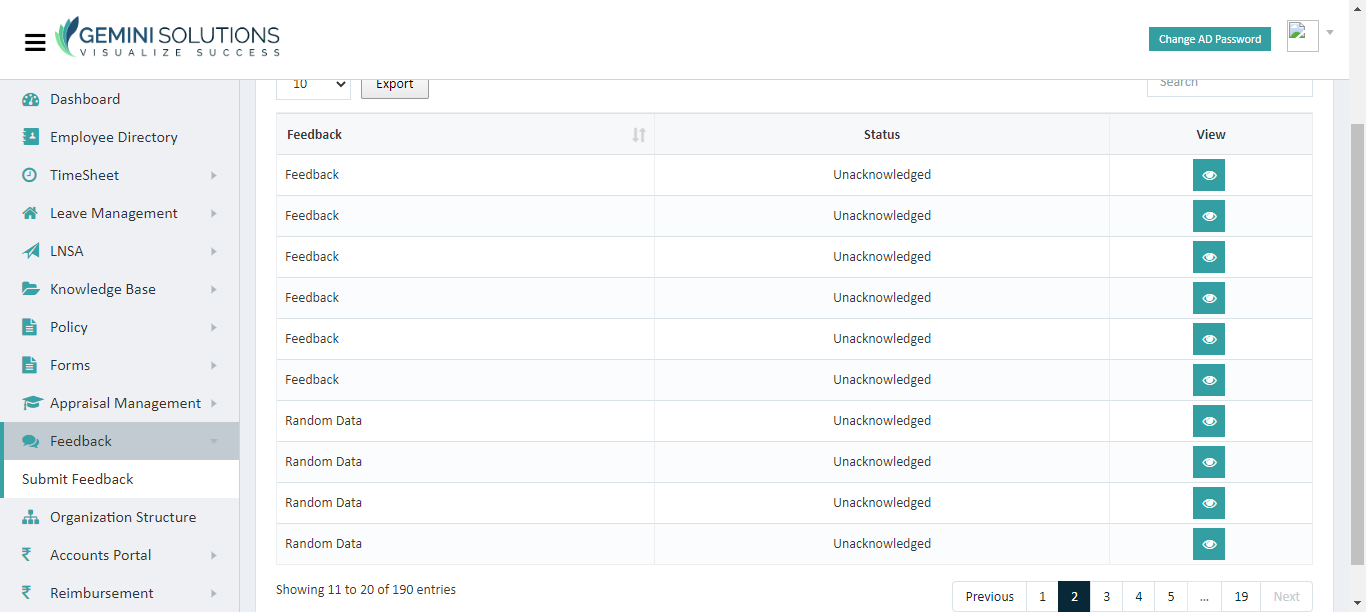 GEMINI SOLUTIONS
VISUALIZE SUCCESS
Change AD Password
Dashboard
Employee Directory
TimeSheet
Leave Management
LNSA
Knowledge Base
Policy
Forms
Appraisal Management
Feedback
Submit Feedback
Organization Structure
Accounts Portal
Reimbursement
10
Export
Search
Feedback Status View
Feedback Unacknowledged
Feedback Unacknowledged
Feedback Unacknowledged
Feedback Unacknowledged
Feedback Unacknowledged
Feedback Unacknowledged
Random Data Unacknowledged
Random Data Unacknowledged
Random Data Unacknowledged
Random Data Unacknowledged
Showing 11 to 20 of 190 entries
Previous 1 2 3 4 5 ... 19 Next